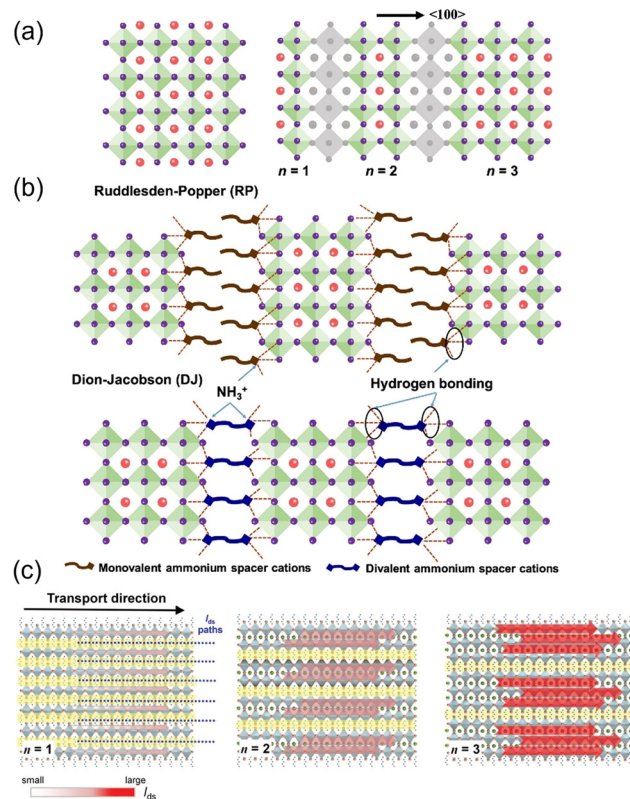 (a)
<100>
n = 1
n = 2
n = 3
(b)
Ruddlesden-Popper (RP)
Dion-Jacobson (DJ)
NH₃⁺
Hydrogen bonding
Monovalent ammonium spacer cations
Divalent ammonium spacer cations
(c)
Transport direction
Ids
paths
n = 1
n = 2
n = 3
small
large
Ids